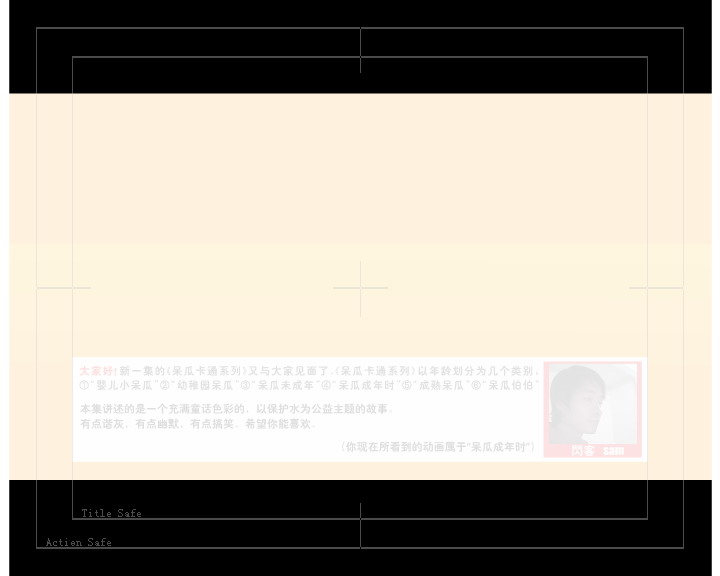 大家好!新一集的(呆瓜卡通系列)又与大家见面了.(呆瓜卡通系列)以年龄划分为几个类别,
①"婴儿小呆瓜"②"幼稚园呆瓜"③"呆瓜未成年"④"呆瓜成年时"⑤"成熟呆瓜"⑥"呆瓜伯伯"
本集讲述的是一个充满童话色彩的、以保护水为公益主题的故事.
有点诙灰、有点幽默、有点搞笑、希望你能喜欢.
(你现在所看到的动画属于"呆瓜成年时")
閃客 sam
Title Safe
Action Safe